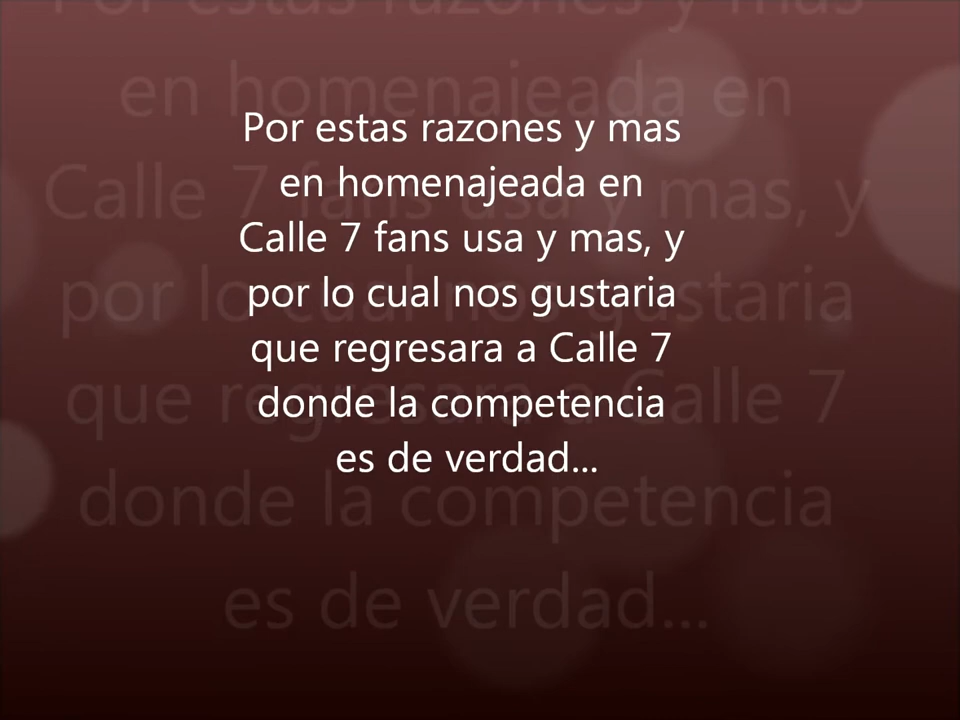 Por estas razones y mas
en homenajeada en
Calle 7 fans usa y mas, y
por lo cual nos gustaria
que regresara a Calle 7
donde la competencia
es de verdad...